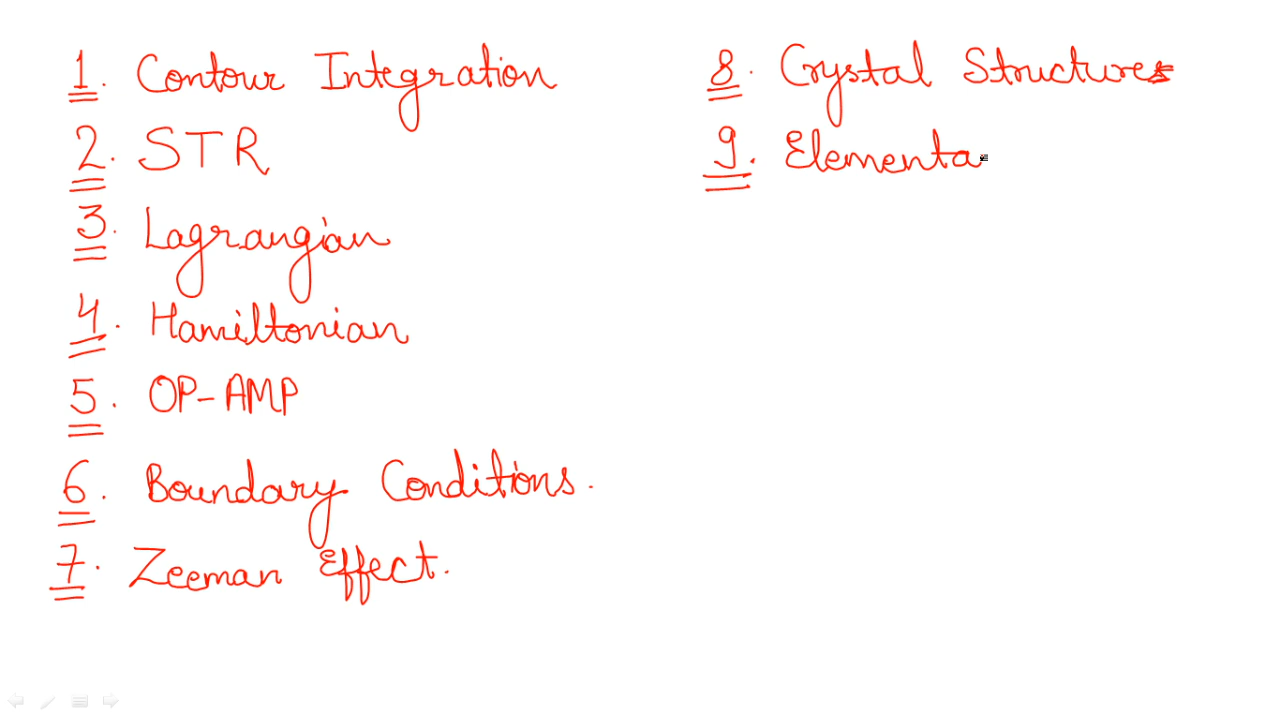 1. Contour Integration
2. STR
3. Lagrangian
4. Hamiltonian
5. OP-AMP
6. Boundary Conditions.
7. Zeeman Effect.
8. Crystal Structures
9. Elementa